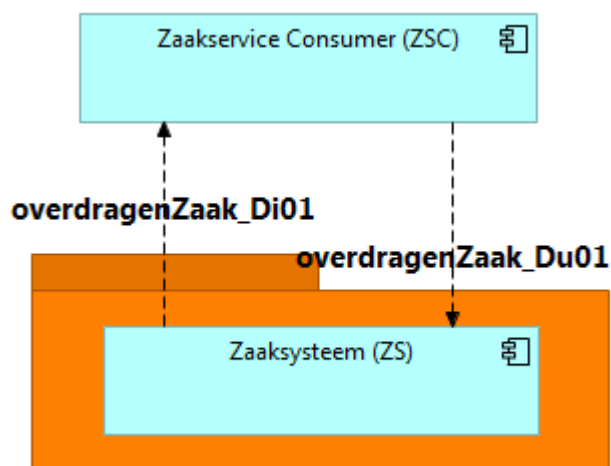 Zaakservice Consumer (ZSC)
overdragenZaak_Di01
overdragenZaak_Du01
Zaaksysteem (ZS)